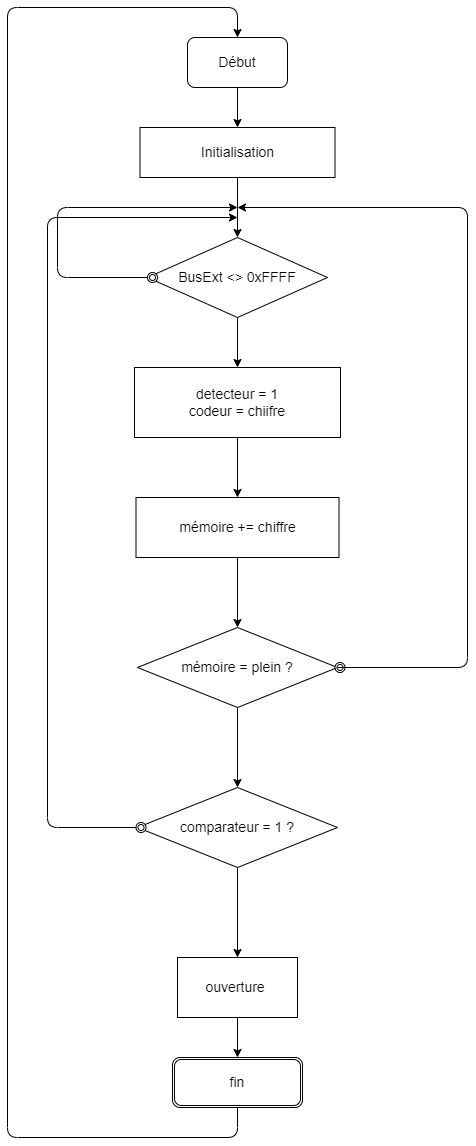 Début
Initialisation
BusExt <> 0xFFFF
detecteur = 1
codeur = chiifre
mémoire += chiffre
mémoire = plein ?
comparateur = 1 ?
ouverture
fin